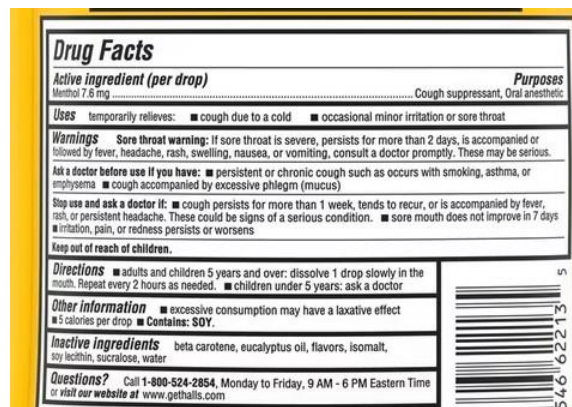 Drug Facts
Active ingredient (per drop) Purposes
Menthol 7.6 mg ............ Cough suppressant, Oral anesthetic
Uses temporarily relieves: ■ cough due to a cold ■ occasional minor irritation or sore throat
Warnings Sore throat warning: If sore throat is severe, persists for more than 2 days, is accompanied or
followed by fever, headache, rash, swelling, nausea, or vomiting, consult a doctor promptly. These may be serious.
Ask a doctor before use if you have: ■ persistent or chronic cough such as occurs with smoking, asthma, or
emphysema ■ cough accompanied by excessive phlegm (mucus)
Stop use and ask a doctor if: ■ cough persists for more than 1 week, tends to recur, or is accompanied by fever,
rash, or persistent headache. These could be signs of a serious condition. ■ sore mouth does not improve in 7 days
■ irritation, pain, or redness persists or worsens
Keep out of reach of children.
Directions ■ adults and children 5 years and over: dissolve 1 drop slowly in the
mouth. Repeat every 2 hours as needed. ■ children under 5 years: ask a doctor
Other information ■ excessive consumption may have a laxative effect
■ 5 calories per drop ■ Contains: SOY.
Inactive ingredients beta carotene, eucalyptus oil, flavors, isomalt,
soy lecithin, sucralose, water
Questions? Call 1-800-524-2854, Monday to Friday, 9 AM - 6 PM Eastern Time
or visit our website at www.gethalls.com
546 62213 5